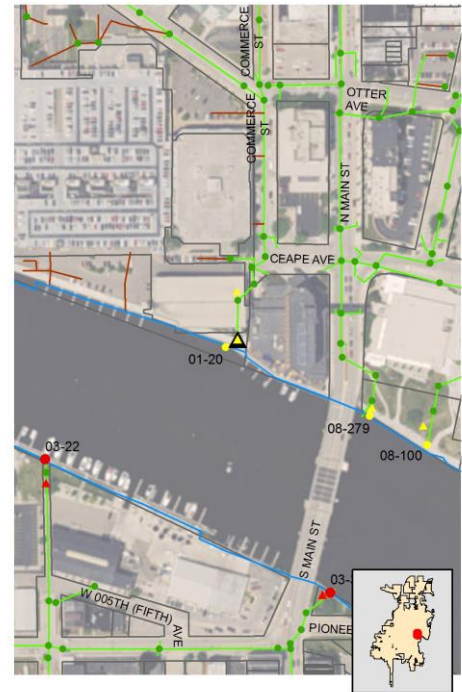 COMMERCE
ST
OTTER
AVE
COMMERCE
ST
N MAIN ST
CEAPE AVE
01-20
08-279
08-100
03-22
S MAIN ST
W 005TH (FIFTH)
AVE